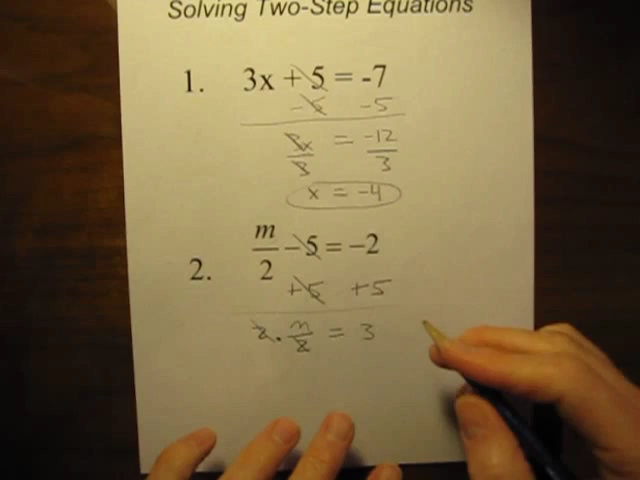 Solving Two-Step Equations
1. 3x + 5 = -7
-5 -5
3x/3 = -12/3
x = -4
2. m/2 - 5 = -2
+5 +5
2 · m/2 = 3